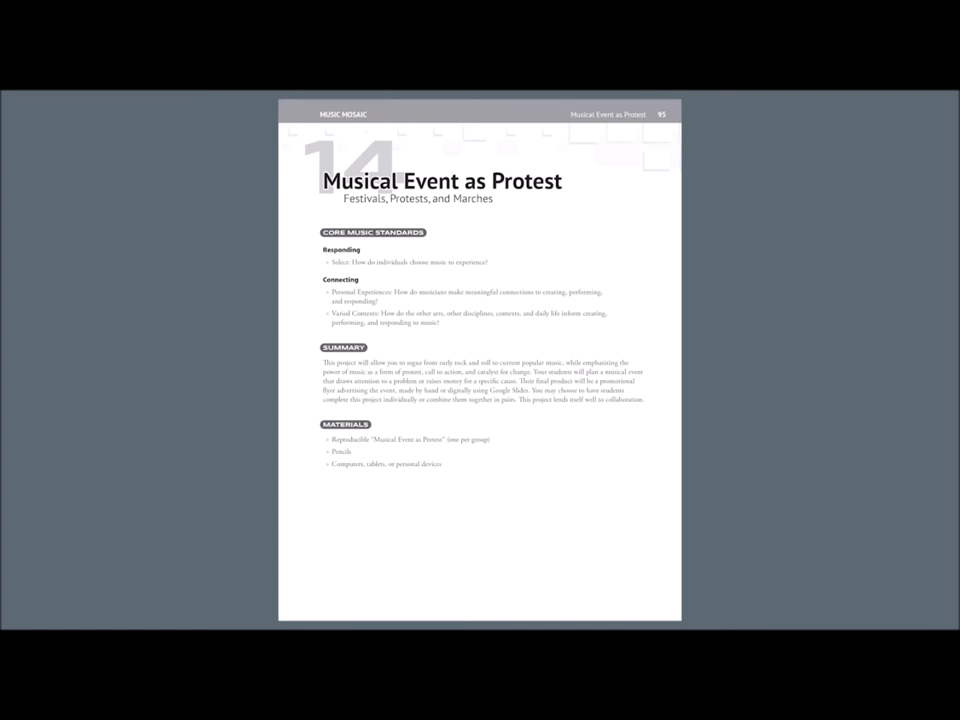 MUSIC MOSAIC Musical Event as Protest 95
14
Musical Event as Protest
Festivals, Protests, and Marches
CORE MUSIC STANDARDS
Responding
» Select: How do individuals choose music to experience?
Connecting
» Personal Experiences: How do musicians make meaningful connections to creating, performing,
and responding?
» Varied Contexts: How do the other arts, other disciplines, contexts, and daily life inform creating,
performing, and responding to music?
SUMMARY
This project will allow you to segue from early rock and roll to current popular music, while emphasizing the
power of music as a form of protest, call to action, and catalyst for change. Your students will plan a musical event
that draws attention to a problem or raises money for a specific cause. Their final product will be a promotional
flyer advertising the event, made by hand or digitally using Google Slides. You may choose to have students
complete this project individually or combine them together in pairs. This project lends itself well to collaboration.
MATERIALS
» Reproducible "Musical Event as Protest" (one per group)
» Pencils
» Computers, tablets, or personal devices